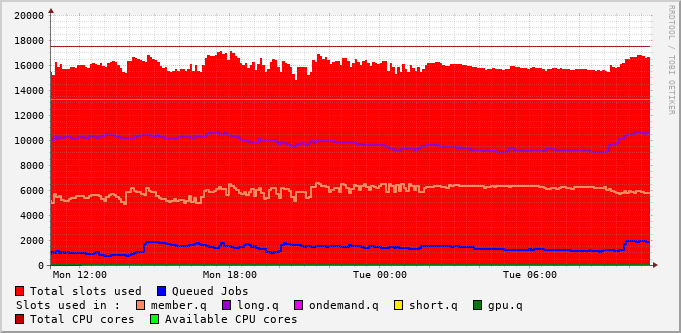 20000
18000
16000
14000
12000
10000
8000
6000
4000
2000
0
Mon 12:00 Mon 18:00 Tue 00:00 Tue 06:00
RRDTOOL / TOBI OETIKER
Total slots used Queued Jobs
Slots used in : member.q long.q ondemand.q short.q gpu.q
Total CPU cores Available CPU cores